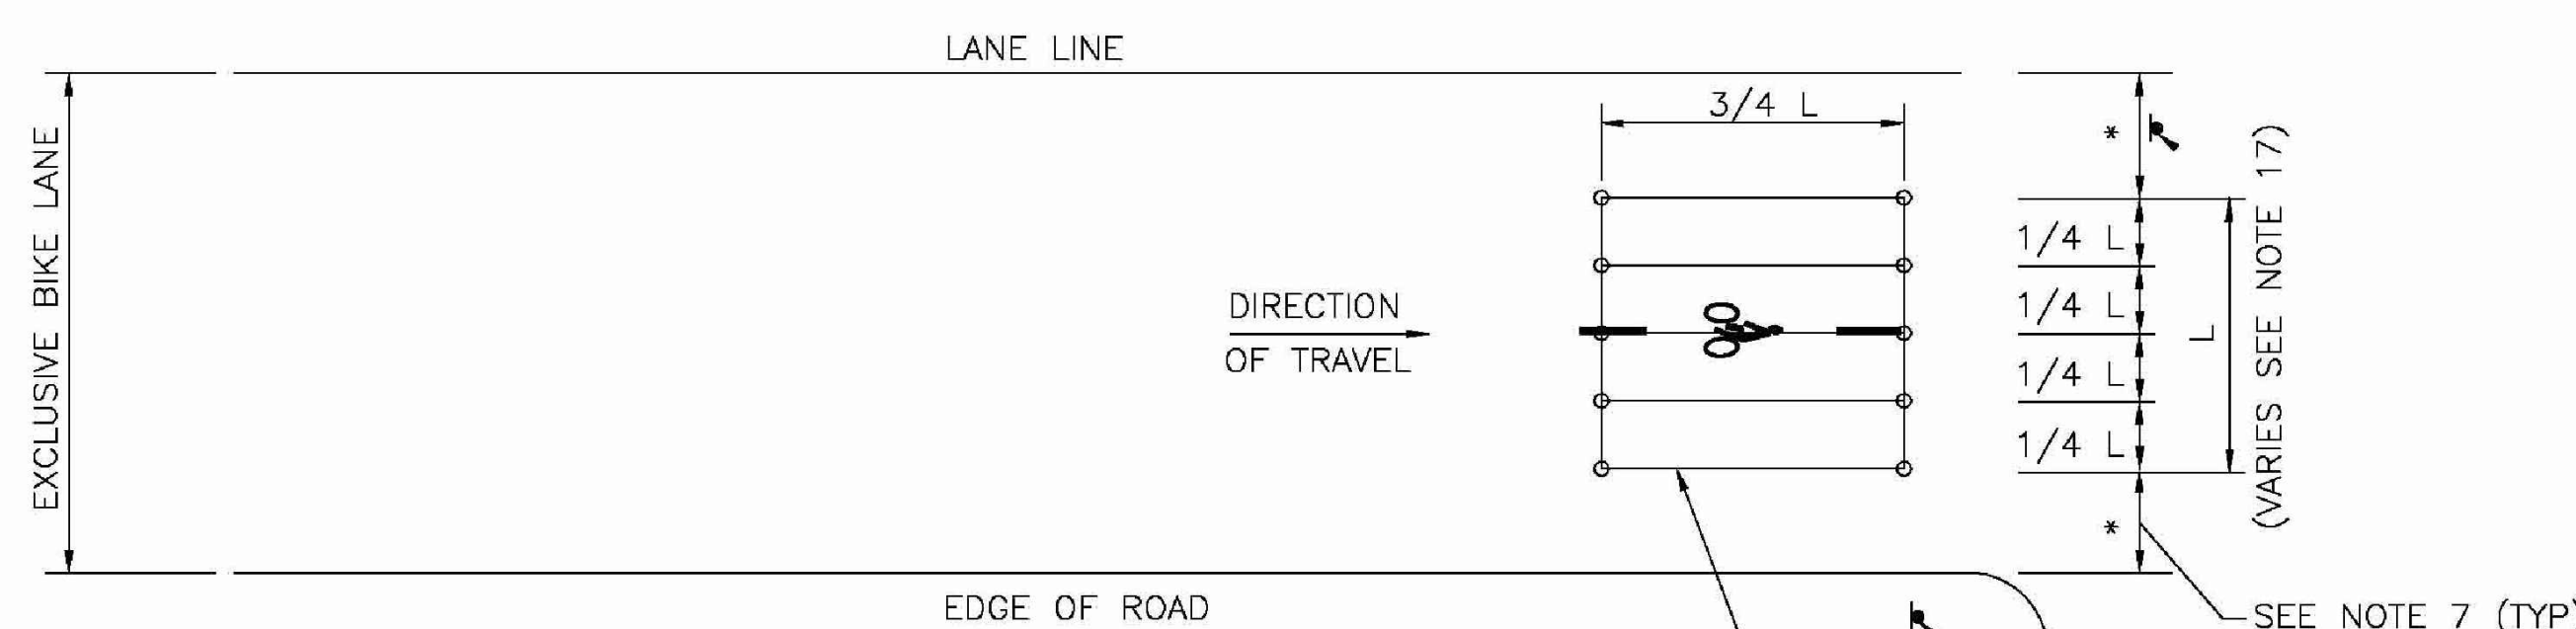 LANE LINE
EXCLUSIVE BIKE LANE
3/4 L
*
1/4 L
DIRECTION
OF TRAVEL
1/4 L
1/4 L
1/4 L
L
(VARIES SEE NOTE 17)
*
EDGE OF ROAD
SEE NOTE 7 (TYP)